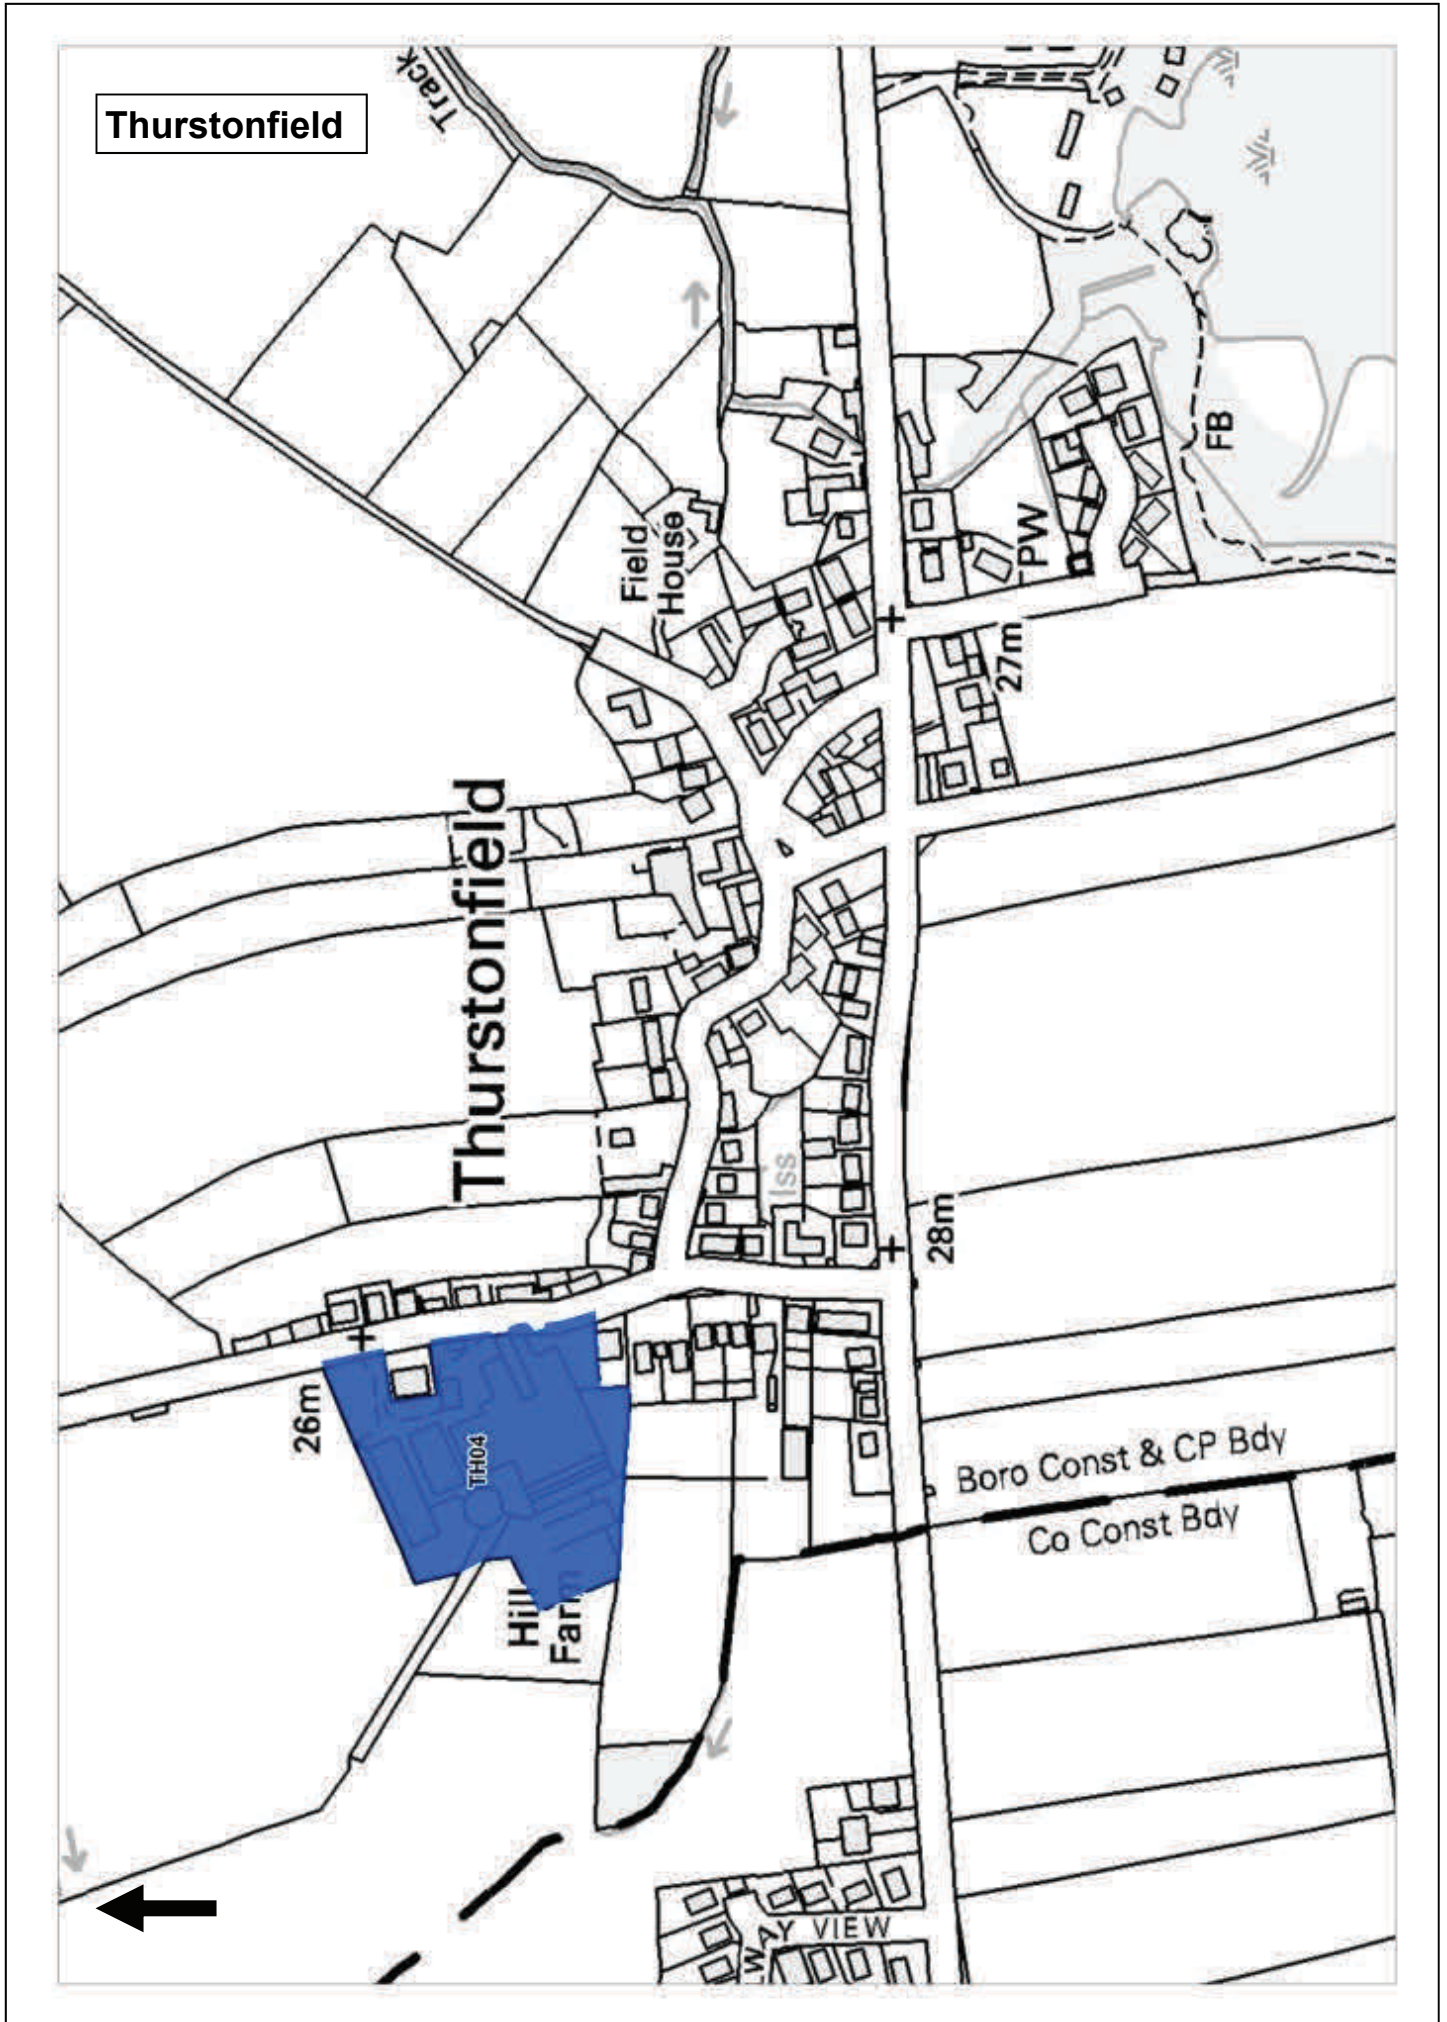 Thurstonfield
Track
Field
House
PW
FB
27m
Thurstonfield
Iss
28m
26m
TH04
Boro Const & CP Bdy
Co Const Bdy
Hill
Farm
WAY VIEW